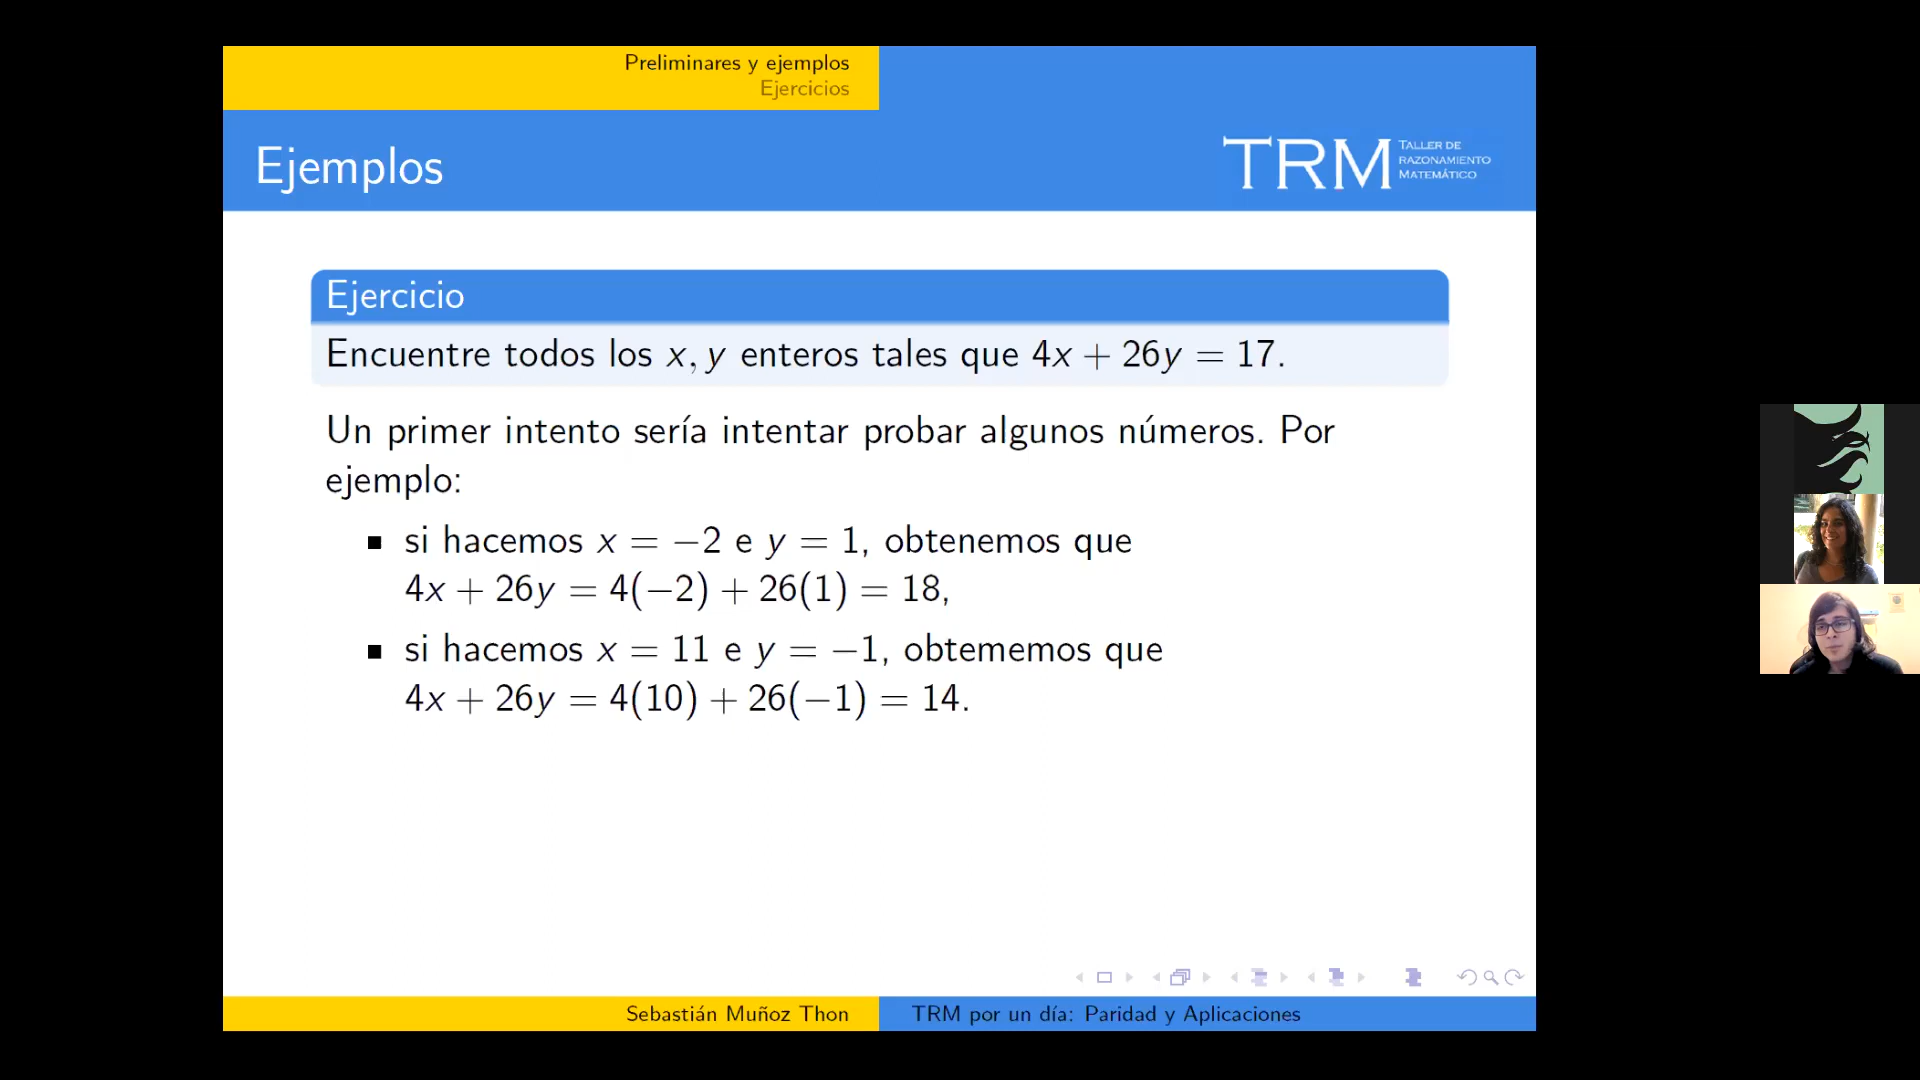 Preliminares y ejemplos
Ejercicios
Ejemplos
TRM
TALLER DE
RAZONAMIENTO
MATEMÁTICO
Ejercicio
Encuentre todos los x, y enteros tales que 4x + 26y = 17.
Un primer intento sería intentar probar algunos números. Por
ejemplo:
si hacemos x = −2 e y = 1, obtenemos que
4x + 26y = 4(−2) + 26(1) = 18,
si hacemos x = 11 e y = −1, obtememos que
4x + 26y = 4(10) + 26(−1) = 14.
Sebastián Muñoz Thon
TRM por un día: Paridad y Aplicaciones